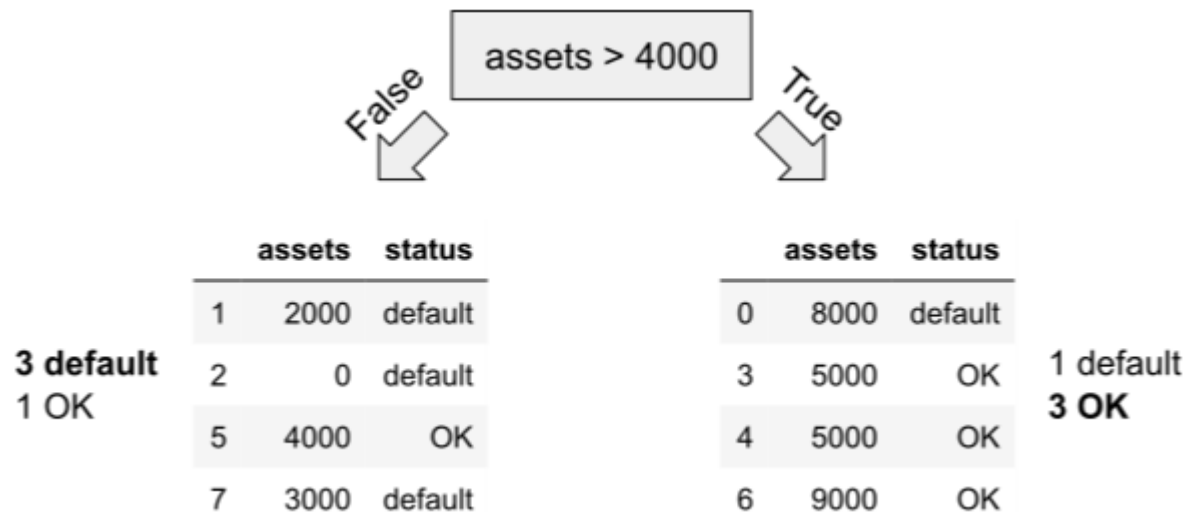 assets > 4000
False
True
assets status
1 2000 default
2 0 default
5 4000 OK
7 3000 default
3 default
1 OK
assets status
0 8000 default
3 5000 OK
4 5000 OK
6 9000 OK
1 default
3 OK